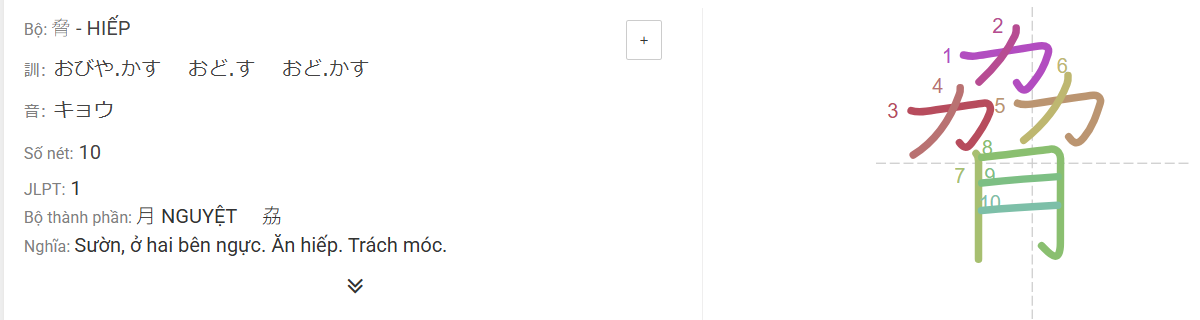 Bộ: 脅 - HIẾP
+
訓: おびや.かす おど.す おど.かす
音: キョウ
Số nét: 10
JLPT: 1
Bộ thành phần: 月 NGUYỆT 劦
Nghĩa: Sườn, ở hai bên ngực. Ăn hiếp. Trách móc.
脅
1
2
3
4
5
6
7
8
9
10